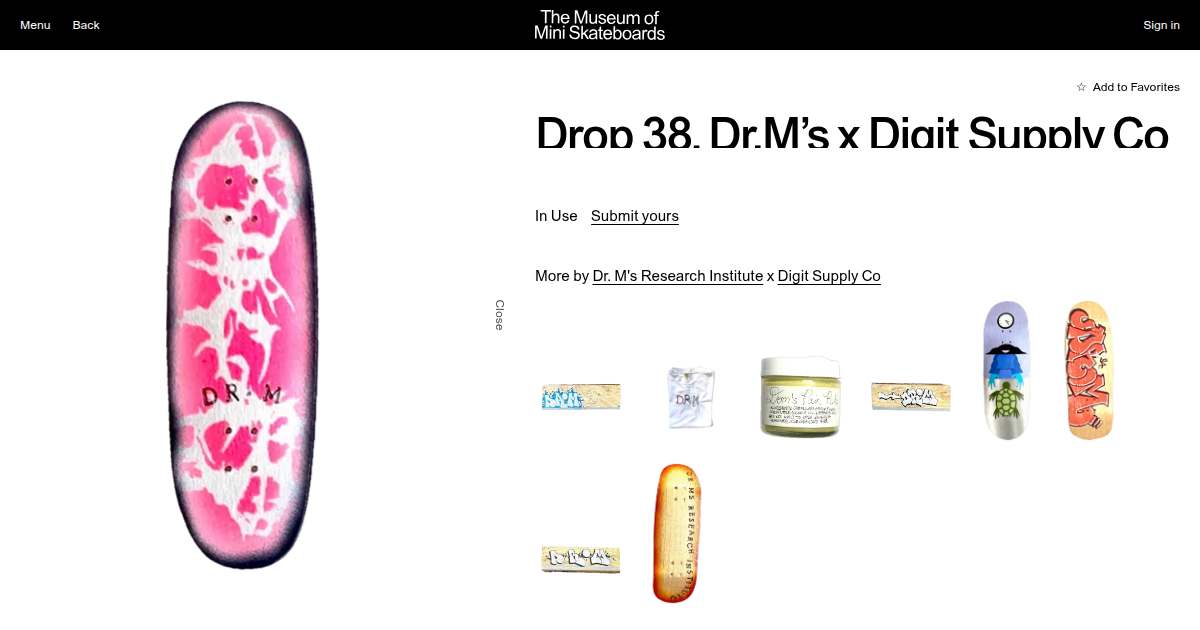 Menu
Back
The Museum of
Mini Skateboards
Sign in
☆ Add to Favorites
Drop 38. Dr.M's x Digit Supply Co
In Use
Submit yours
More by Dr. M's Research Institute x Digit Supply Co
Close
DR. M
DR M
DR MS RESEARCH INSTITUTE